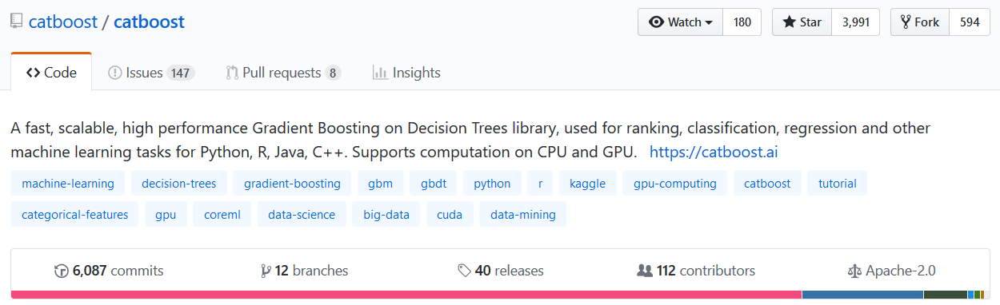 catboost / catboost Watch 180 Star 3,991 Fork 594
Code Issues 147 Pull requests 8 Insights
A fast, scalable, high performance Gradient Boosting on Decision Trees library, used for ranking, classification, regression and other
machine learning tasks for Python, R, Java, C++. Supports computation on CPU and GPU. https://catboost.ai
machine-learning decision-trees gradient-boosting gbm gbdt python r kaggle gpu-computing catboost tutorial
categorical-features gpu coreml data-science big-data cuda data-mining
6,087 commits 12 branches 40 releases 112 contributors Apache-2.0